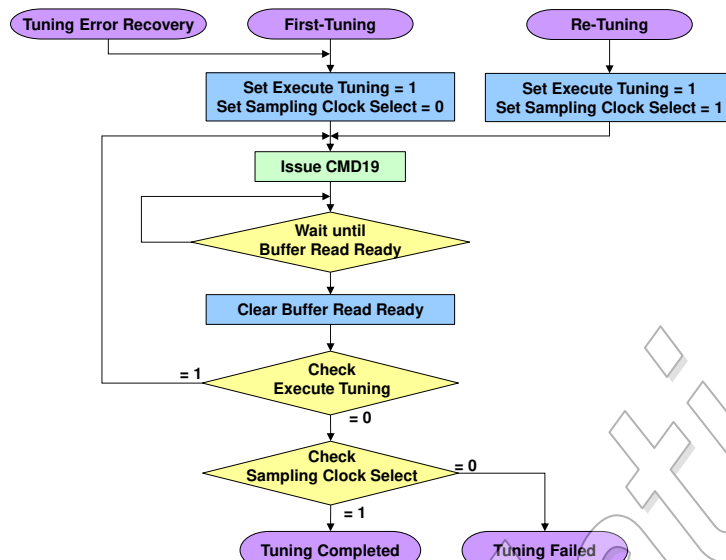 Tuning Error Recovery
First-Tuning
Re-Tuning
Set Execute Tuning = 1
Set Sampling Clock Select = 0
Set Execute Tuning = 1
Set Sampling Clock Select = 1
Issue CMD19
Wait until
Buffer Read Ready
Clear Buffer Read Ready
Check
Execute Tuning
= 1
= 0
Check
Sampling Clock Select
= 0
= 1
Tuning Completed
Tuning Failed